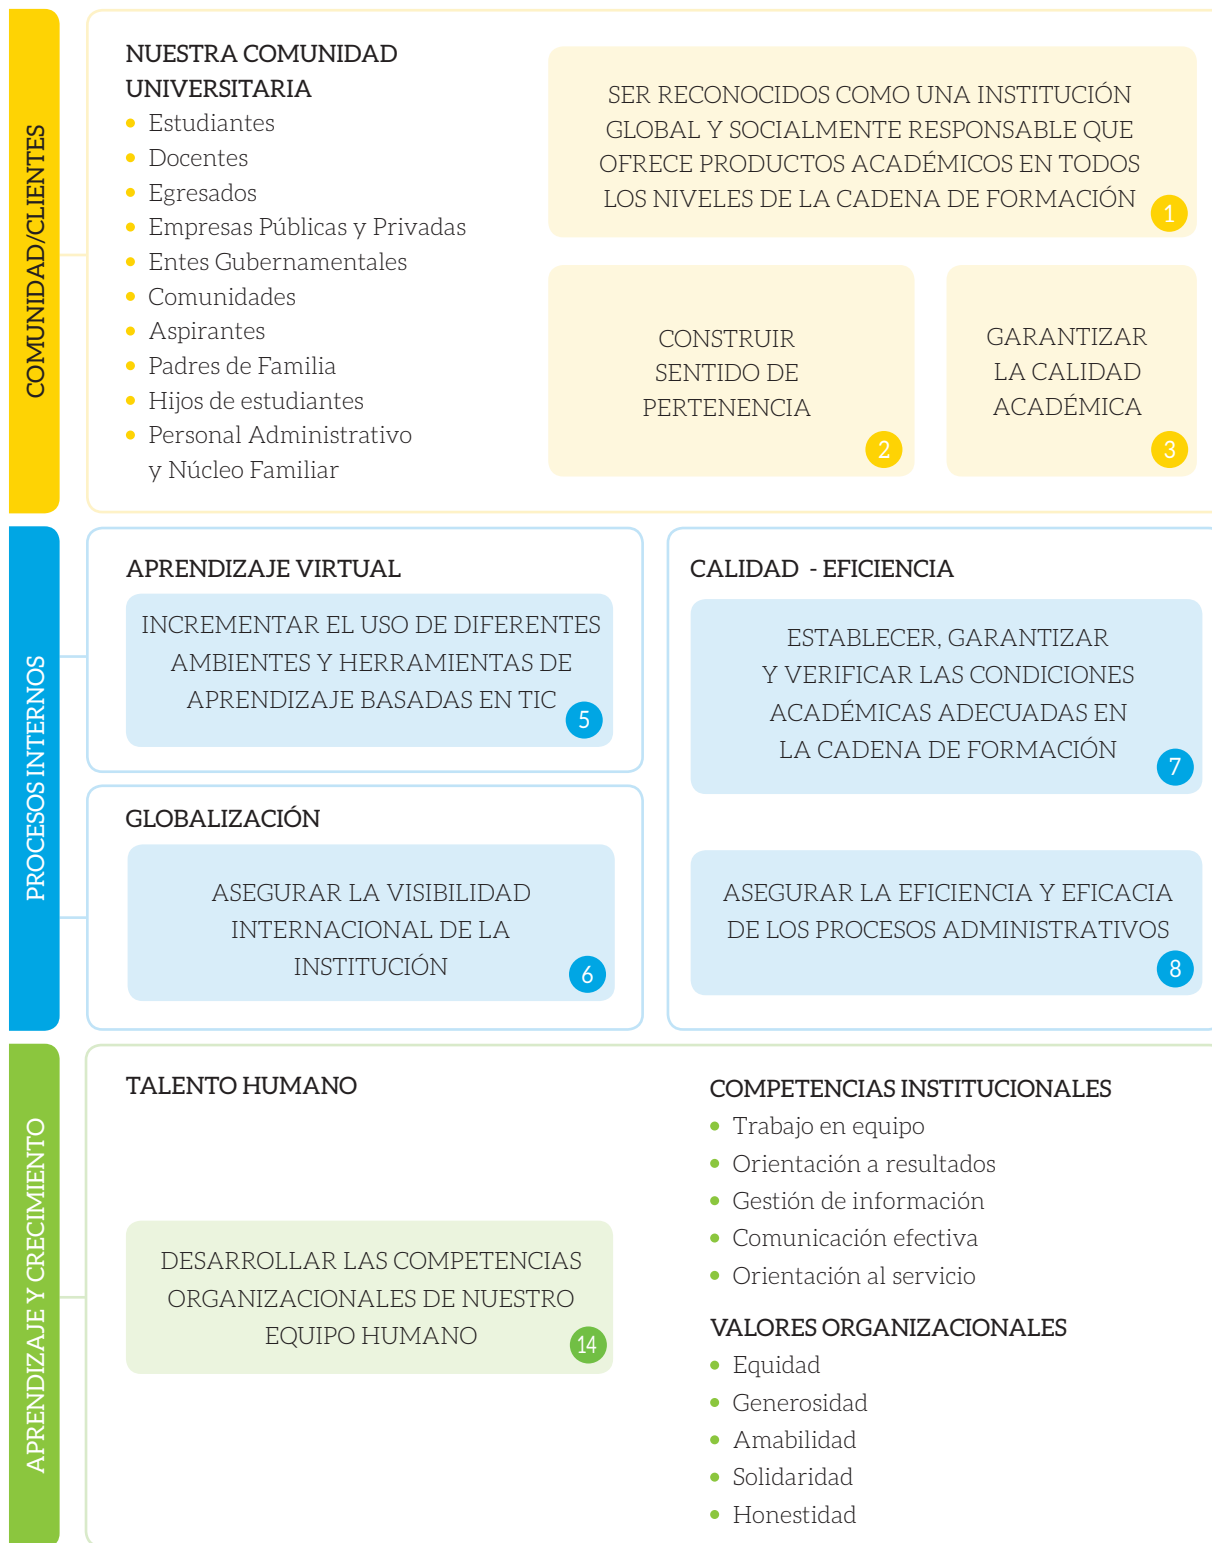 COMUNIDAD/CLIENTES
NUESTRA COMUNIDAD
UNIVERSITARIA
Estudiantes
Docentes
Egresados
Empresas Públicas y Privadas
Entes Gubernamentales
Comunidades
Aspirantes
Padres de Familia
Hijos de estudiantes
Personal Administrativo
y Núcleo Familiar
SER RECONOCIDOS COMO UNA INSTITUCIÓN
GLOBAL Y SOCIALMENTE RESPONSABLE QUE
OFRECE PRODUCTOS ACADÉMICOS EN TODOS
LOS NIVELES DE LA CADENA DE FORMACIÓN
1
CONSTRUIR
SENTIDO DE
PERTENENCIA
2
GARANTIZAR
LA CALIDAD
ACADÉMICA
3
PROCESOS INTERNOS
APRENDIZAJE VIRTUAL
INCREMENTAR EL USO DE DIFERENTES
AMBIENTES Y HERRAMIENTAS DE
APRENDIZAJE BASADAS EN TIC
5
GLOBALIZACIÓN
ASEGURAR LA VISIBILIDAD
INTERNACIONAL DE LA
INSTITUCIÓN
6
CALIDAD - EFICIENCIA
ESTABLECER, GARANTIZAR
Y VERIFICAR LAS CONDICIONES
ACADÉMICAS ADECUADAS EN
LA CADENA DE FORMACIÓN
7
ASEGURAR LA EFICIENCIA Y EFICACIA
DE LOS PROCESOS ADMINISTRATIVOS
8
APRENDIZAJE Y CRECIMIENTO
TALENTO HUMANO
DESARROLLAR LAS COMPETENCIAS
ORGANIZACIONALES DE NUESTRO
EQUIPO HUMANO
14
COMPETENCIAS INSTITUCIONALES
Trabajo en equipo
Orientación a resultados
Gestión de información
Comunicación efectiva
Orientación al servicio
VALORES ORGANIZACIONALES
Equidad
Generosidad
Amabilidad
Solidaridad
Honestidad